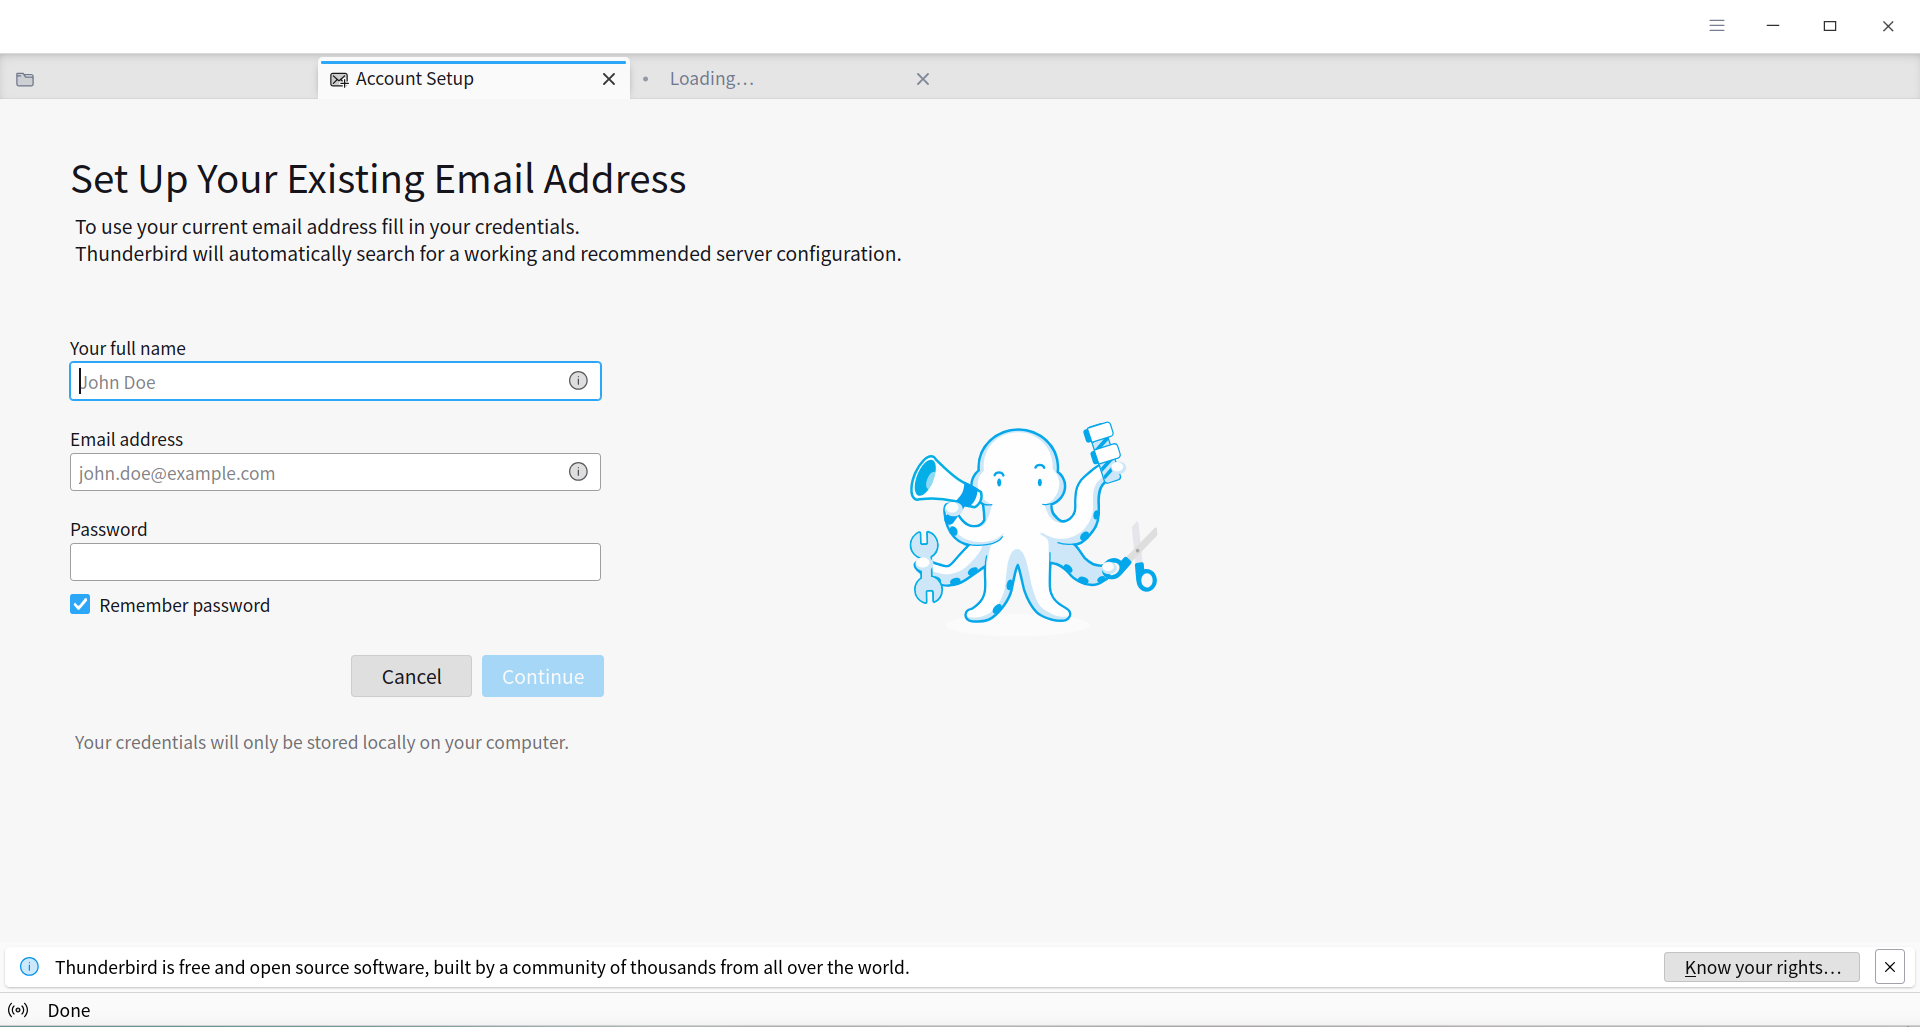 Account Setup
Loading…
Set Up Your Existing Email Address
To use your current email address fill in your credentials.
Thunderbird will automatically search for a working and recommended server configuration.
Your full name
John Doe
Email address
john.doe@example.com
Password
Remember password
Cancel
Continue
Your credentials will only be stored locally on your computer.
Thunderbird is free and open source software, built by a community of thousands from all over the world.
Know your rights…
Done